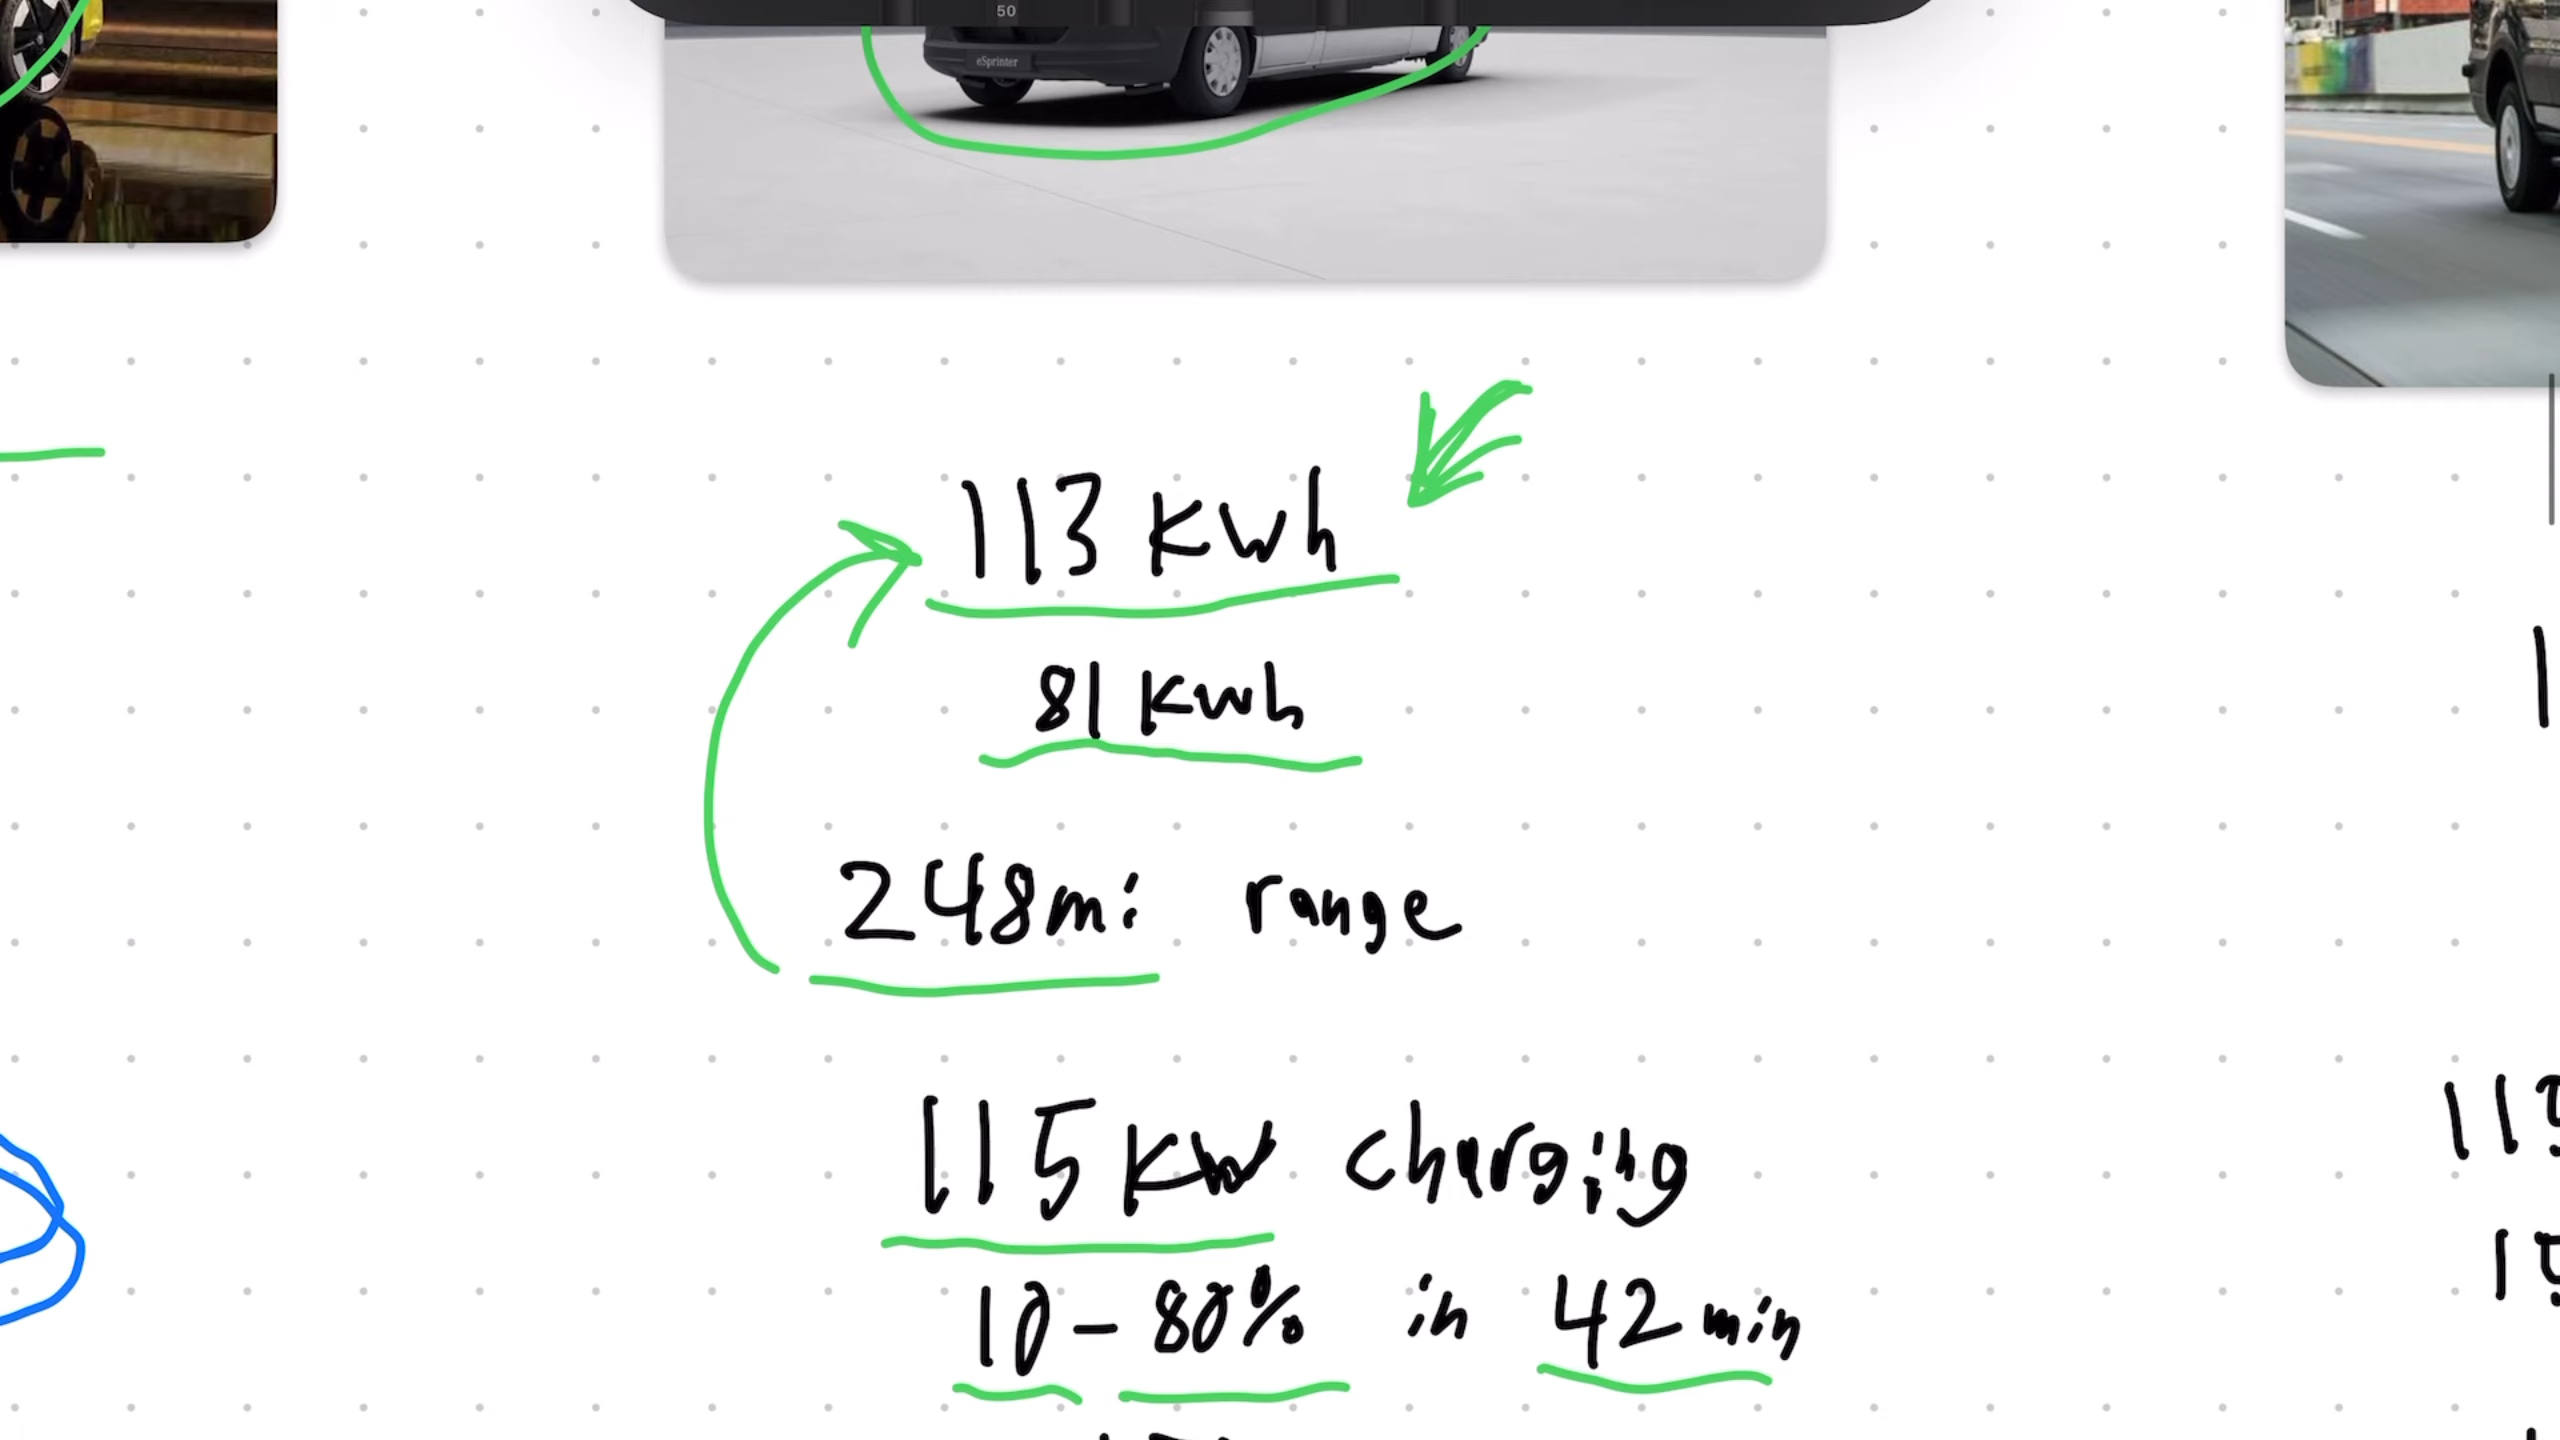 50
eSprinter
113 kwh
81 kwh
248mi range
115 kw charging
10-80% in 42 min